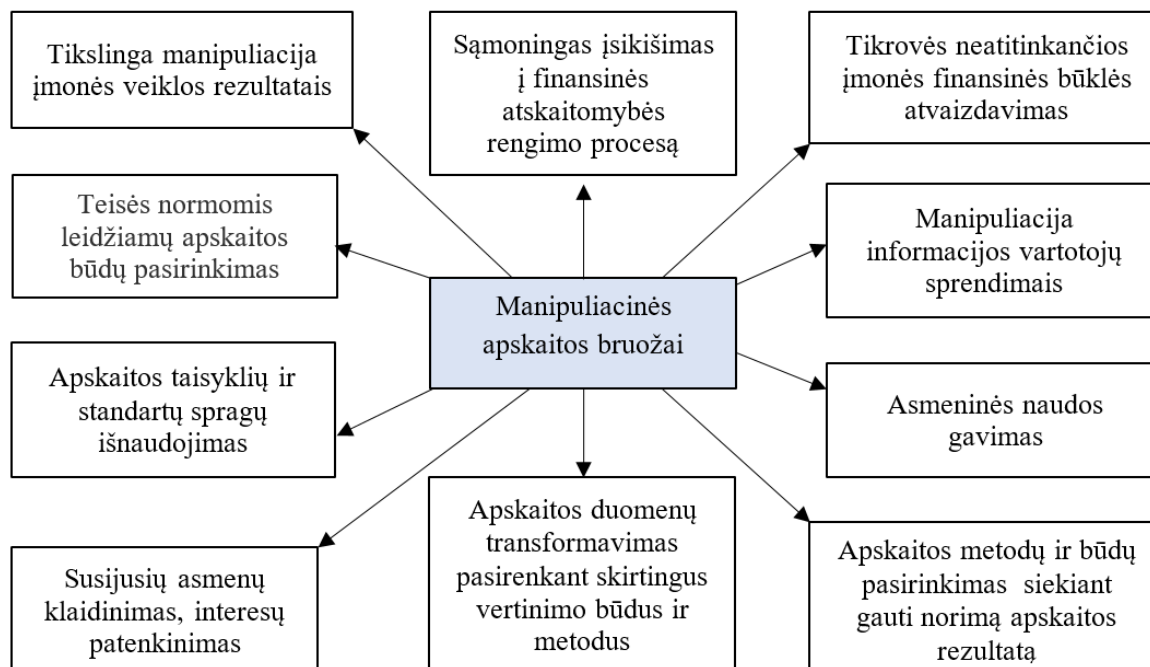 Tikslinga manipuliacija
įmonės veiklos rezultatais
Sąmoningas įsikišimas
į finansinės
atskaitomybės
rengimo procesą
Tikrovės neatitinkančios
įmonės finansinės būklės
atvaizdavimas
Teisės normomis
leidžiamų apskaitos
būdų pasirinkimas
Manipuliacija
informacijos vartotojų
sprendimais
Manipuliacinės
apskaitos bruožai
Apskaitos taisyklių ir
standartų spragų
išnaudojimas
Asmeninės naudos
gavimas
Susijusių asmenų
klaidinimas, interesų
patenkinimas
Apskaitos duomenų
transformavimas
pasirenkant skirtingus
vertinimo būdus ir
metodus
Apskaitos metodų ir būdų
pasirinkimas siekiant
gauti norimą apskaitos
rezultatą